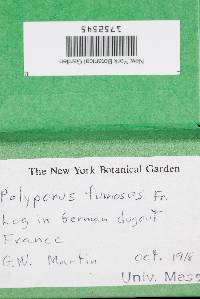 New York Botanical Garden
1752545
The New York Botanical Garden
Polyporus fumosus Fr.
Log in German dugout
France
G.W. Martin Oct. 1918
Univ. Mass